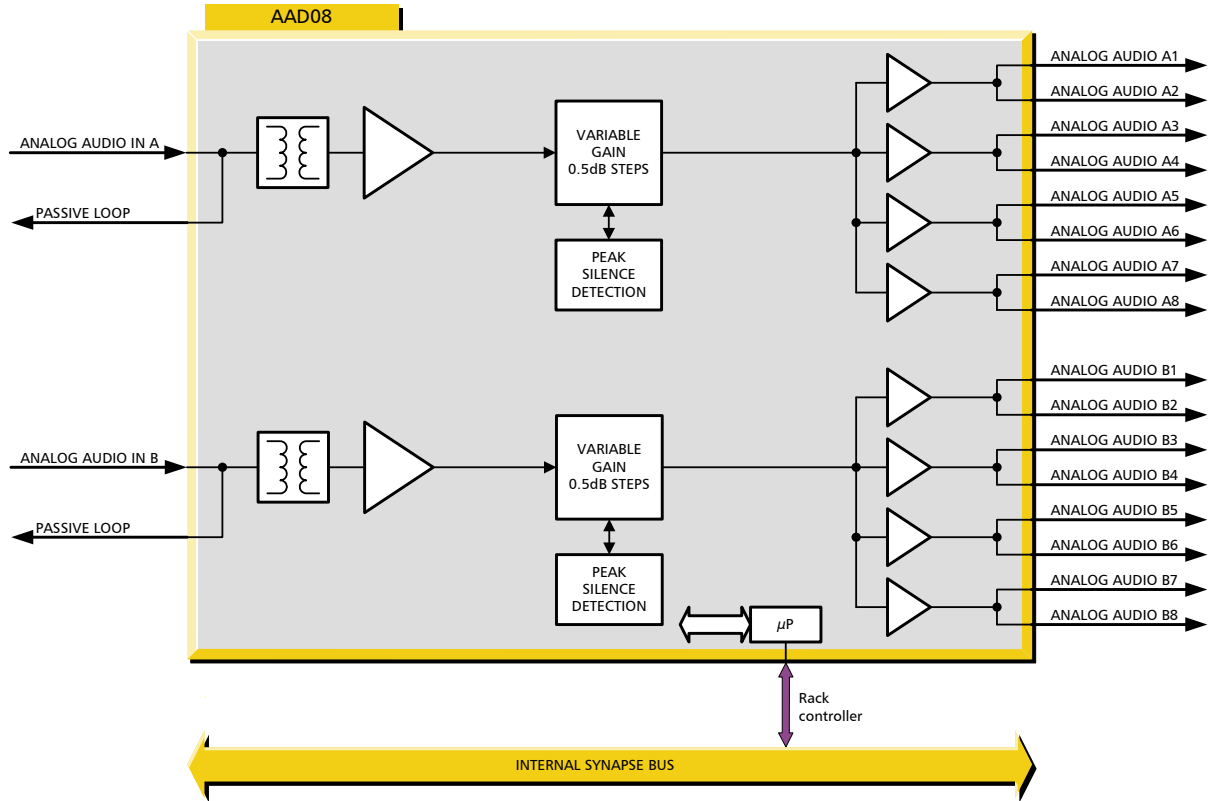 AAD08
ANALOG AUDIO IN A
PASSIVE LOOP
VARIABLE
GAIN
0.5dB STEPS
PEAK
SILENCE
DETECTION
ANALOG AUDIO A1
ANALOG AUDIO A2
ANALOG AUDIO A3
ANALOG AUDIO A4
ANALOG AUDIO A5
ANALOG AUDIO A6
ANALOG AUDIO A7
ANALOG AUDIO A8
ANALOG AUDIO IN B
PASSIVE LOOP
VARIABLE
GAIN
0.5dB STEPS
PEAK
SILENCE
DETECTION
µP
ANALOG AUDIO B1
ANALOG AUDIO B2
ANALOG AUDIO B3
ANALOG AUDIO B4
ANALOG AUDIO B5
ANALOG AUDIO B6
ANALOG AUDIO B7
ANALOG AUDIO B8
Rack
controller
INTERNAL SYNAPSE BUS